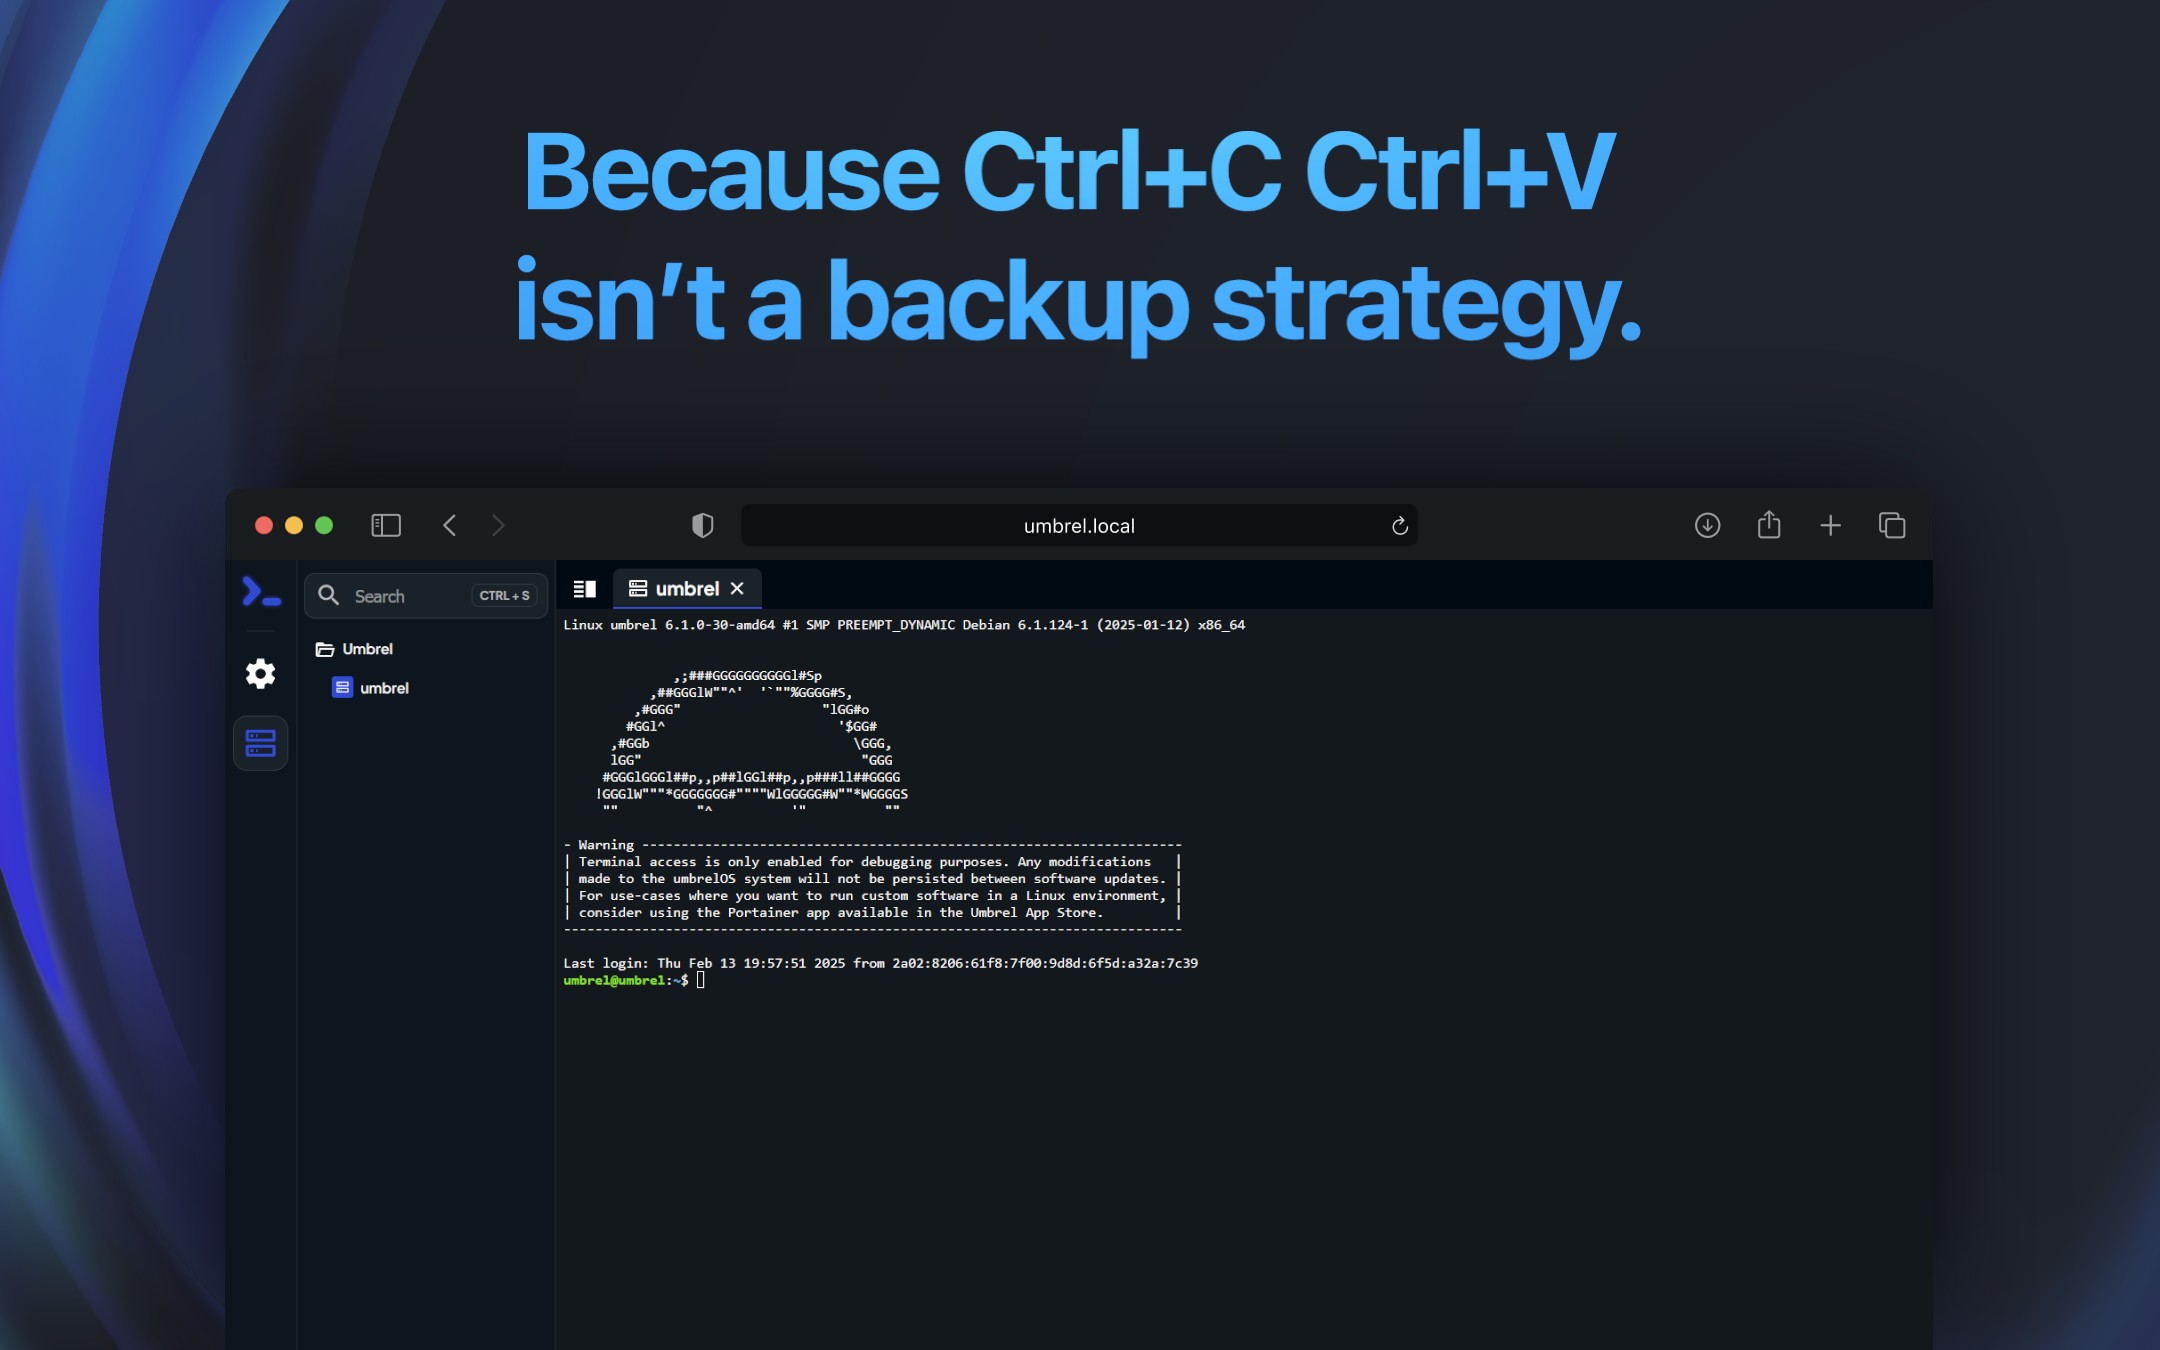 Because Ctrl+C Ctrl+V
isn’t a backup strategy.
umbrel.local
Search CTRL + S
umbrel
Umbrel
umbrel
Linux umbrel 6.1.0-30-amd64 #1 SMP PREEMPT_DYNAMIC Debian 6.1.124-1 (2025-01-12) x86_64
,;###GGGGGGGGGGl#Sp
,##GGGlW""^'  '`""%GGGG#S,
,#GGG"                  "lGG#o
#GGl^                      '$GG#
,#GGb                          \GGG,
lGG"                            "GGG
#GGGlGGGl##p,,p##lGGl##p,,p###ll##GGGG
!GGGlW"""*GGGGGGG#""""WlGGGGG#W""*WGGGGS
""          "^          '"          ""
- Warning ---------------------------------------------------------------------
| Terminal access is only enabled for debugging purposes. Any modifications   |
| made to the umbrelOS system will not be persisted between software updates. |
| For use-cases where you want to run custom software in a Linux environment, |
| consider using the Portainer app available in the Umbrel App Store.         |
-------------------------------------------------------------------------------
Last login: Thu Feb 13 19:57:51 2025 from 2a02:8206:61f8:7f00:9d8d:6f5d:a32a:7c39
umbrel@umbrel:~$